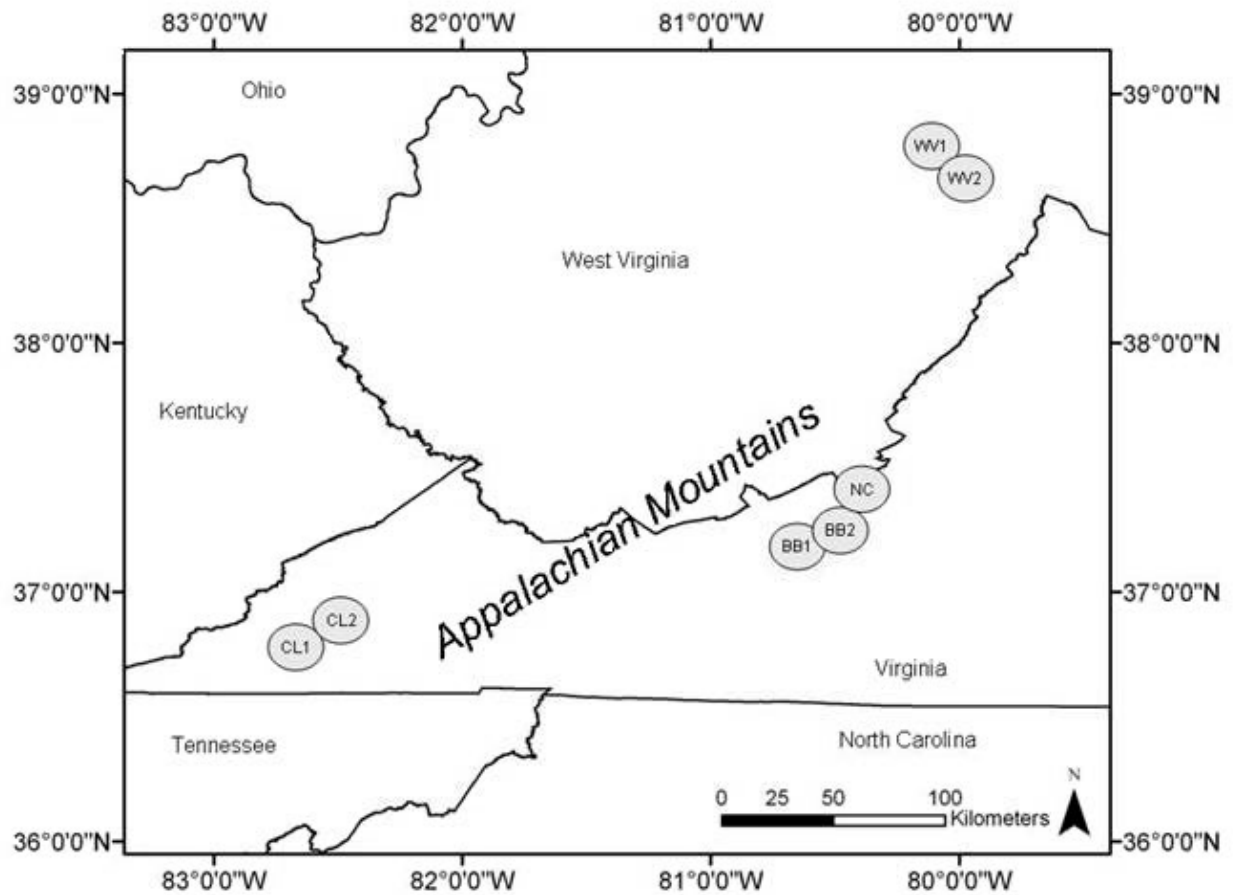 83°0'0"W 82°0'0"W 81°0'0"W 80°0'0"W
39°0'0"N 39°0'0"N
Ohio
WV1
WV2
West Virginia
38°0'0"N 38°0'0"N
Kentucky
Appalachian Mountains
NC
BB2
BB1
37°0'0"N 37°0'0"N
CL2
CL1
Virginia
Tennessee
North Carolina
N
0 25 50 100
Kilometers
36°0'0"N 36°0'0"N
83°0'0"W 82°0'0"W 81°0'0"W 80°0'0"W